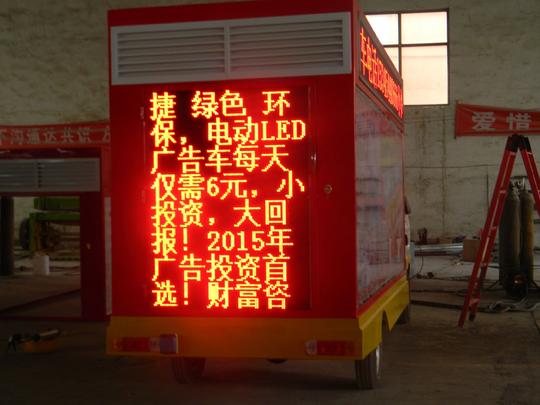 捷 绿色 环
保，电动LED
广告车每天
仅需6元，小
投资，大回
报！2015年
广告投资首
选！财富咨
爱惜